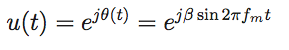 u(t) = e^{jθ(t)} = e^{jβ sin 2πf_m t}